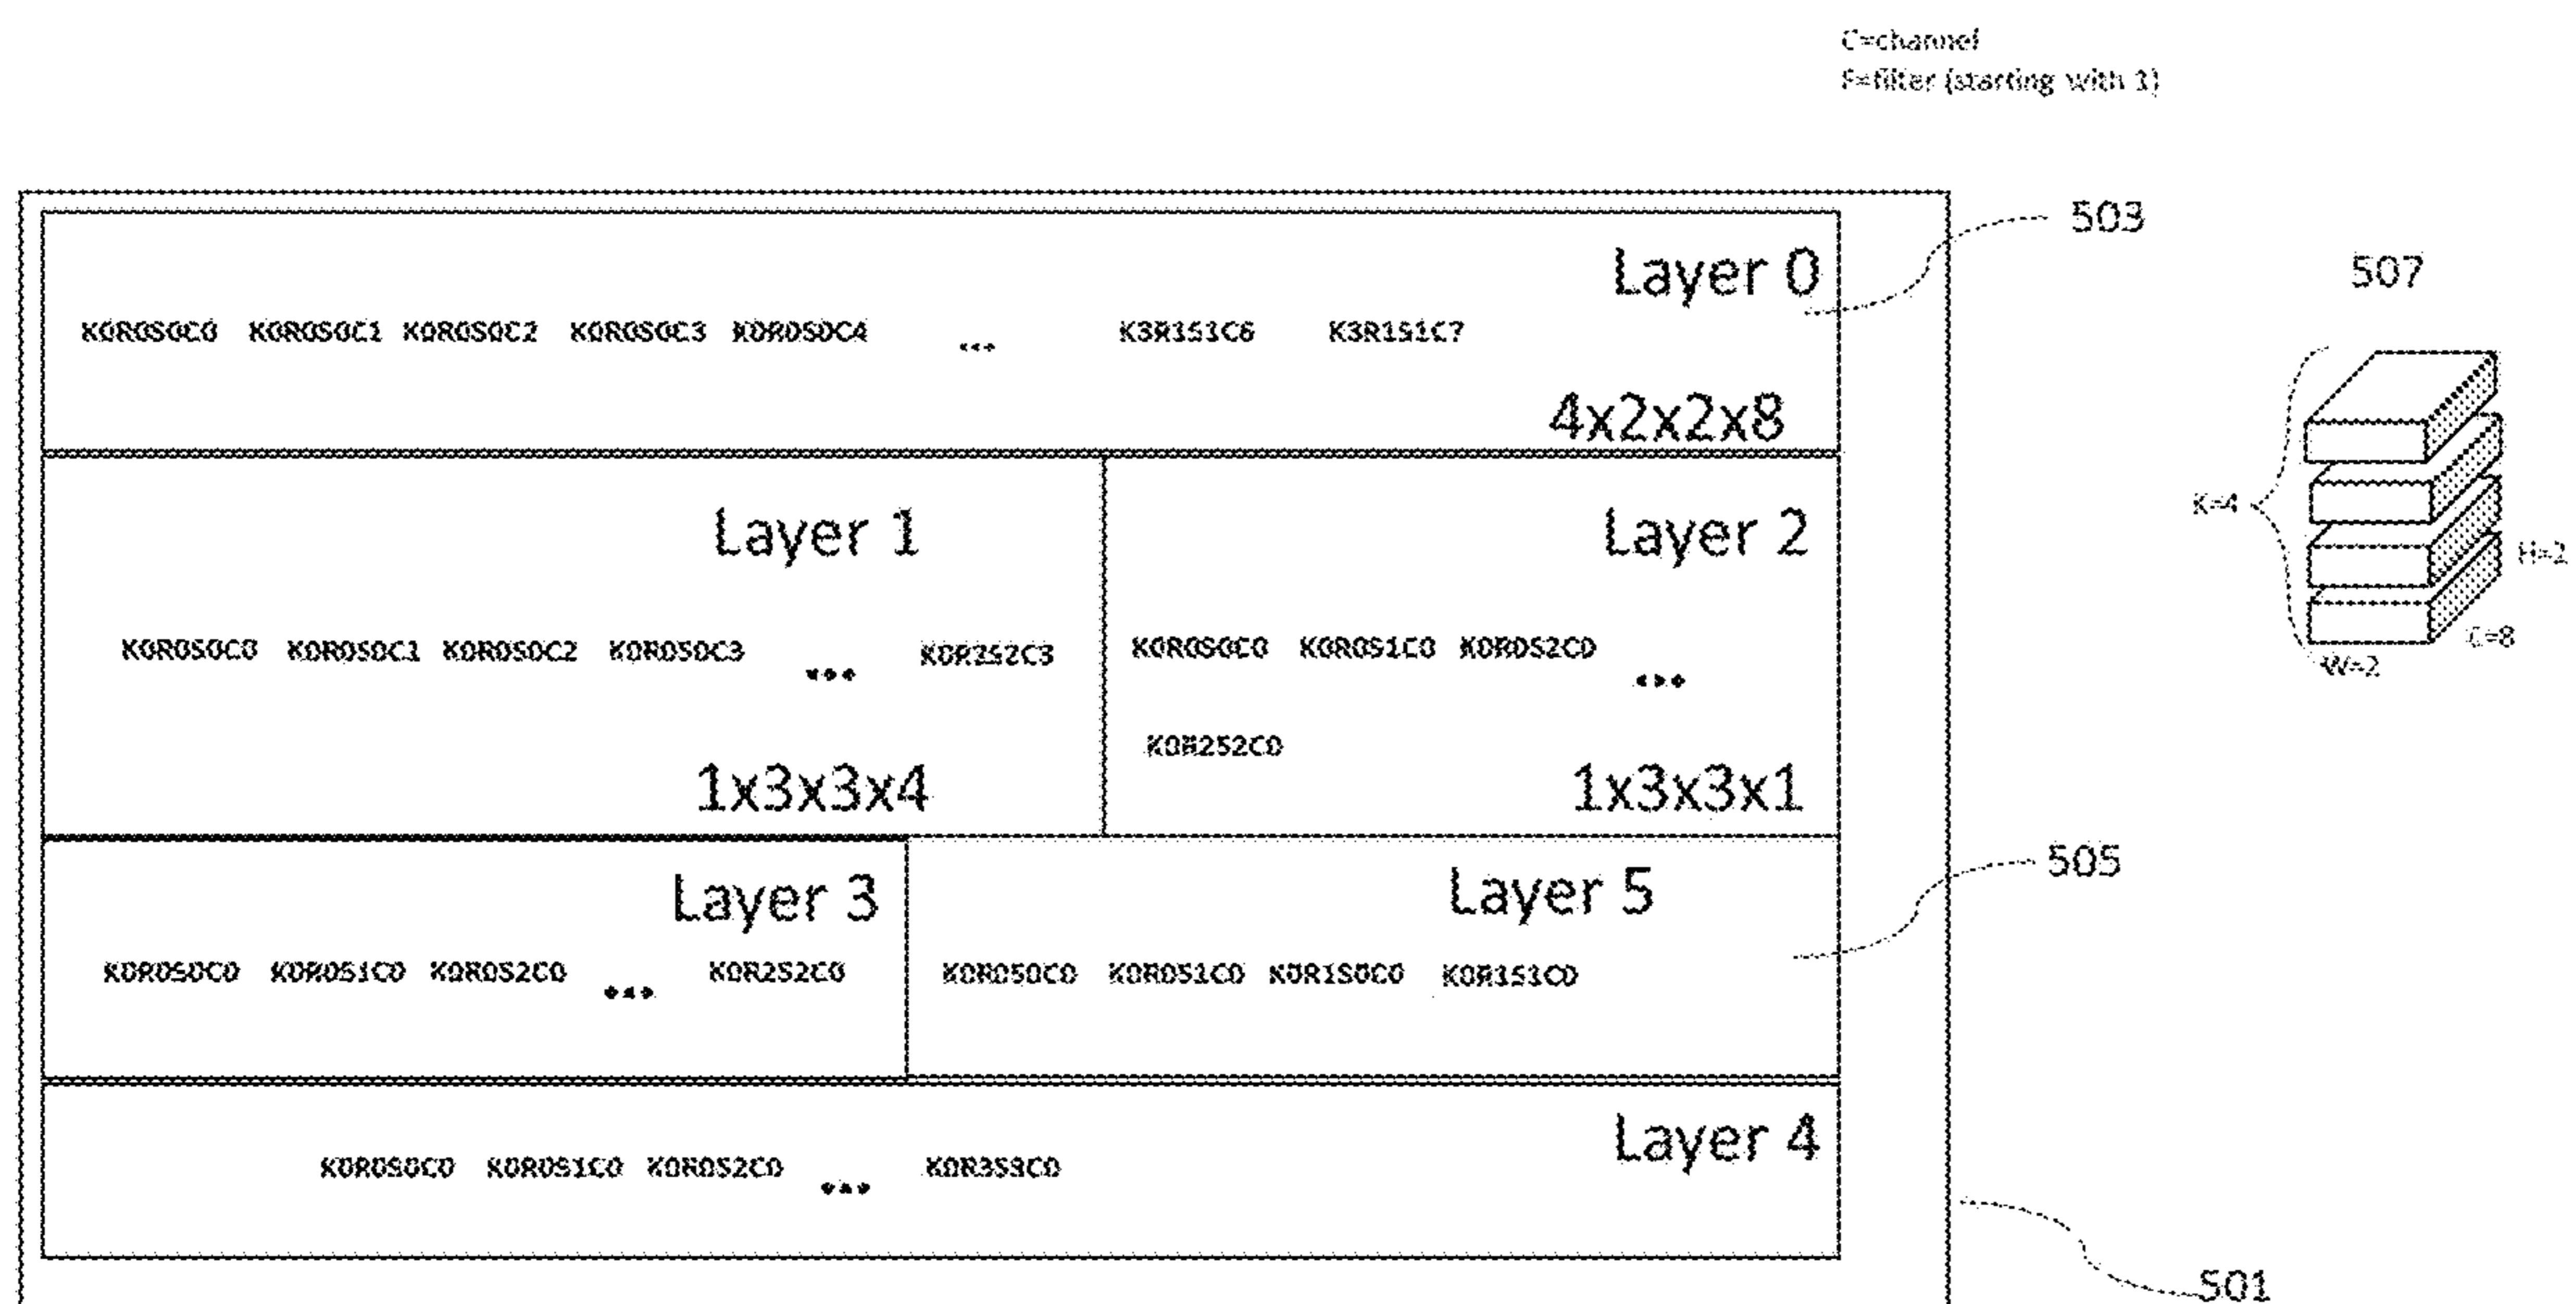 C=channel
F=filter (starting with 1)
503
Layer 0
507
K0R0S0C0 K0R0S0C1 K0R0S0C2 K0R0S0C3 K0R0S0C4 ... K3R1S1C6 K3R1S1C7
4x2x2x8
K=4
H=2
C=8
W=2
Layer 1
K0R0S0C0 K0R0S0C1 K0R0S0C2 K0R0S0C3 ... K0R2S2C3
1x3x3x4
Layer 2
K0R0S0C0 K0R0S1C0 K0R0S2C0 ...
K0R2S2C0
1x3x3x1
Layer 3
K0R0S0C0 K0R0S1C0 K0R0S2C0 ... K0R2S2C0
Layer 5
505
K0R0S0C0 K0R0S1C0 K0R1S0C0 K0R1S1C0
Layer 4
K0R0S0C0 K0R0S1C0 K0R0S2C0 ... K0R3S3C0
501